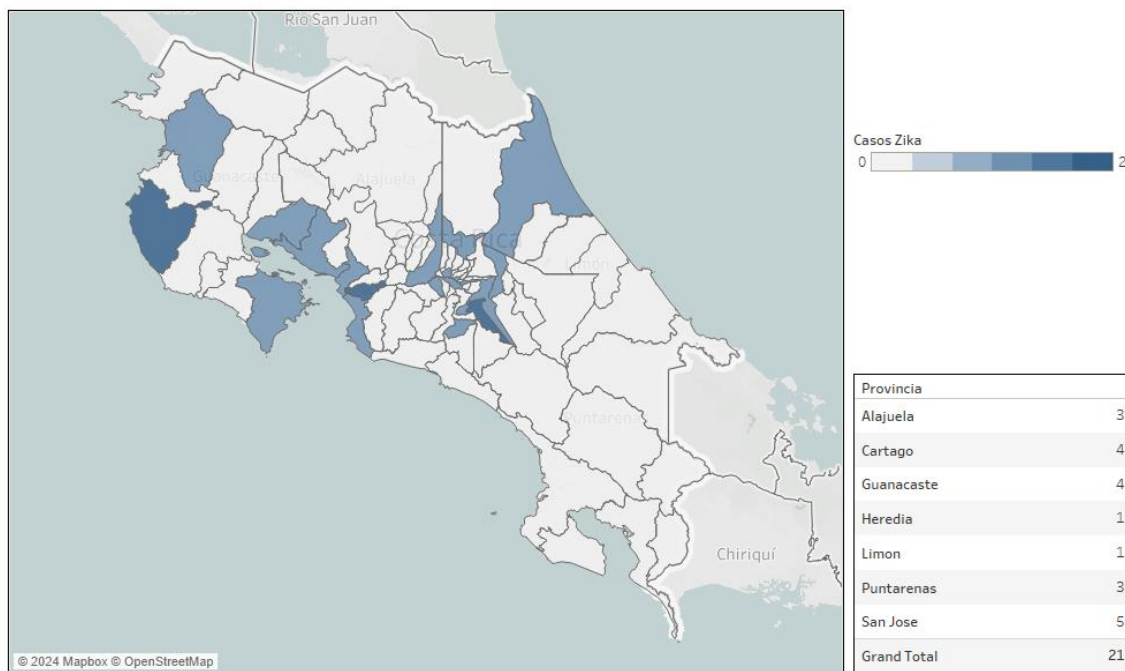 Río San Juan
Guanacaste
Alajuela
Costa Rica
Limón
Puntarenas
Chiriquí
© 2024 Mapbox © OpenStreetMap
Casos Zika
0 2
Provincia
Alajuela 3
Cartago 4
Guanacaste 4
Heredia 1
Limon 1
Puntarenas 3
San Jose 5
Grand Total 21